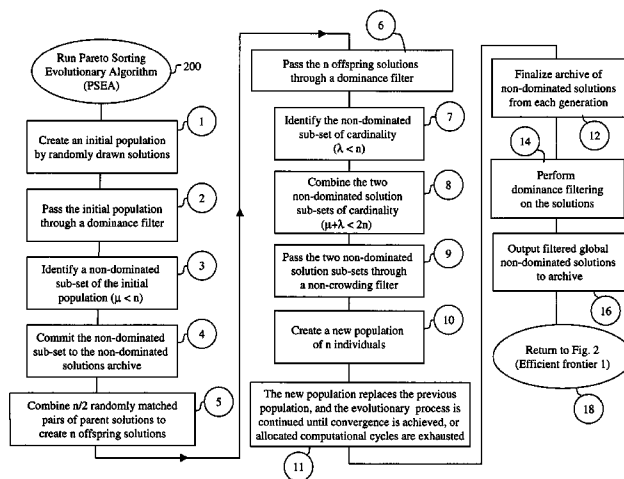 Run Pareto Sorting
Evolutionary Algorithm
(PSEA)
200
1
Create an initial population
by randomly drawn solutions
2
Pass the initial population
through a dominance filter
3
Identify a non-dominated
sub-set of the initial
population (μ < n)
4
Commit the non-dominated
sub-set to the non-dominated
solutions archive
5
Combine n/2 randomly matched
pairs of parent solutions to
create n offspring solutions
6
Pass the n offspring solutions
through a dominance filter
7
Identify the non-dominated
sub-set of cardinality
(λ < n)
8
Combine the two
non-dominated solution
sub-sets of cardinality
(μ+λ < 2n)
9
Pass the two non-dominated
solution sub-sets through
a non-crowding filter
10
Create a new population
of n individuals
The new population replaces the previous
population, and the evolutionary process is
continued until convergence is achieved, or
allocated computational cycles are exhausted
11
Finalize archive of
non-dominated solutions
from each generation
12
14
Perform
dominance filtering
on the solutions
Output filtered global
non-dominated solutions
to archive
16
Return to Fig. 2
(Efficient frontier 1)
18